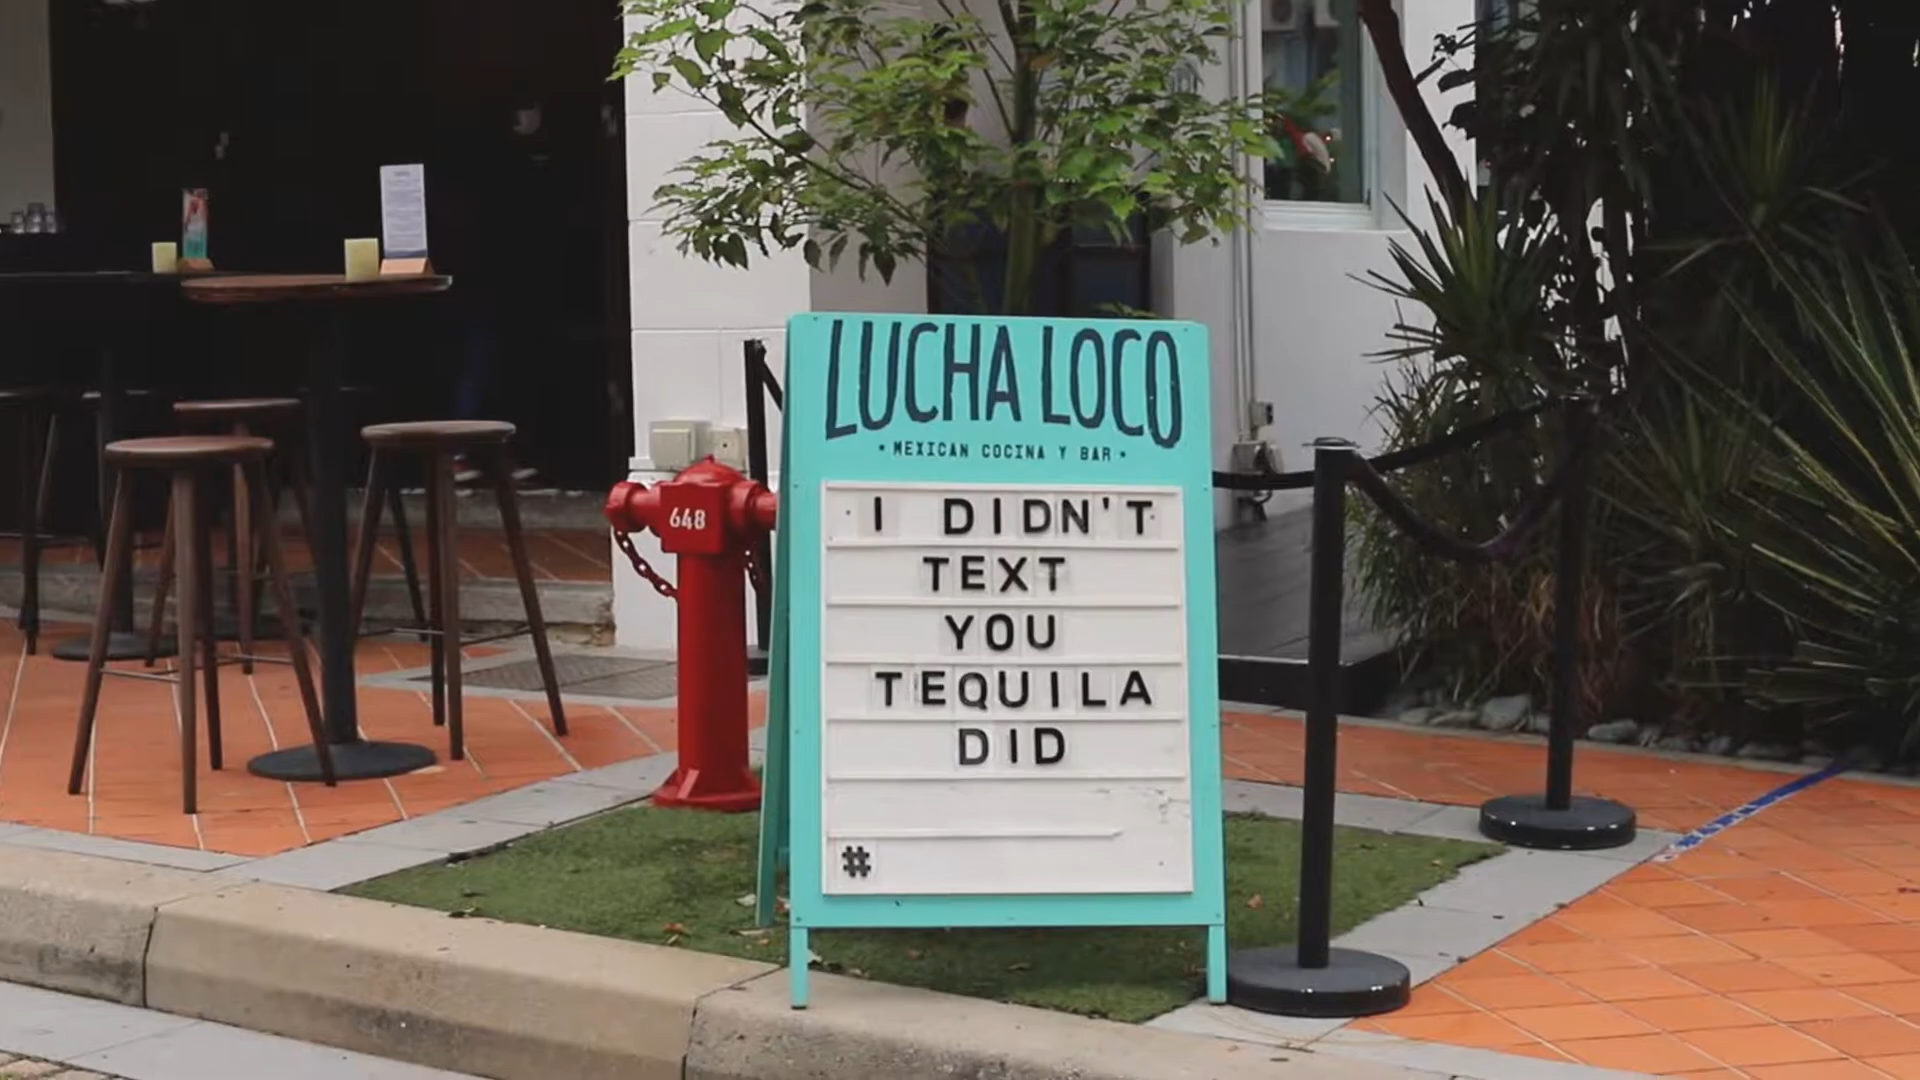 LUCHA LOCO
• MEXICAN COCINA Y BAR •
I DIDN'T
TEXT
YOU
TEQUILA
DID
#
648